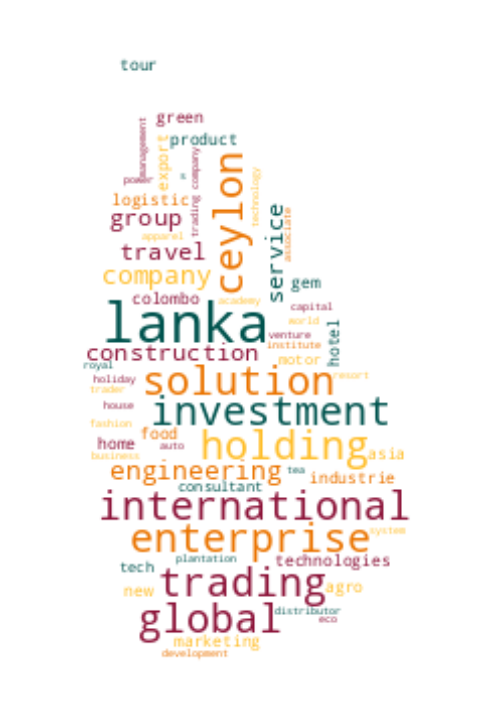 tour
green
management
product
export
power
trading company
ceylon
technology
logistic
group
apparel
service
associate
travel
company
gem
colombo
academy
capital
lanka
world
hotel
venture
institute
construction
motor
royal
holiday
solution
resort
trader
house
investment
fashion
food
home
auto
holding
business
asia
engineering
tea
industrie
consultant
international
enterprise
system
plantation
technologies
tech
trading
new
agro
global
distributor
eco
marketing
development